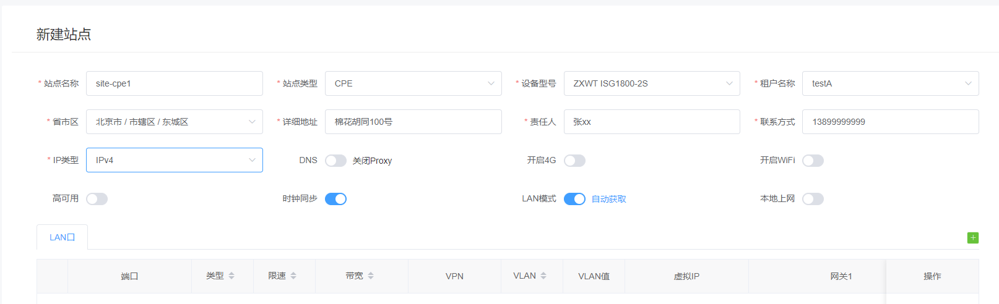 新建站点
* 站点名称 site-cpe1 * 站点类型 CPE * 设备型号 ZXWT ISG1800-2S * 租户名称 testA
* 省市区 北京市 / 市辖区 / 东城区 * 详细地址 棉花胡同100号 * 责任人 张xx * 联系方式 13899999999
* IP类型 IPv4 DNS 关闭Proxy 开启4G 开启WiFi
高可用 时钟同步 LAN模式 自动获取 本地上网
LAN口 +
端口 类型 限速 带宽 VPN VLAN VLAN值 虚拟IP 网关1 操作